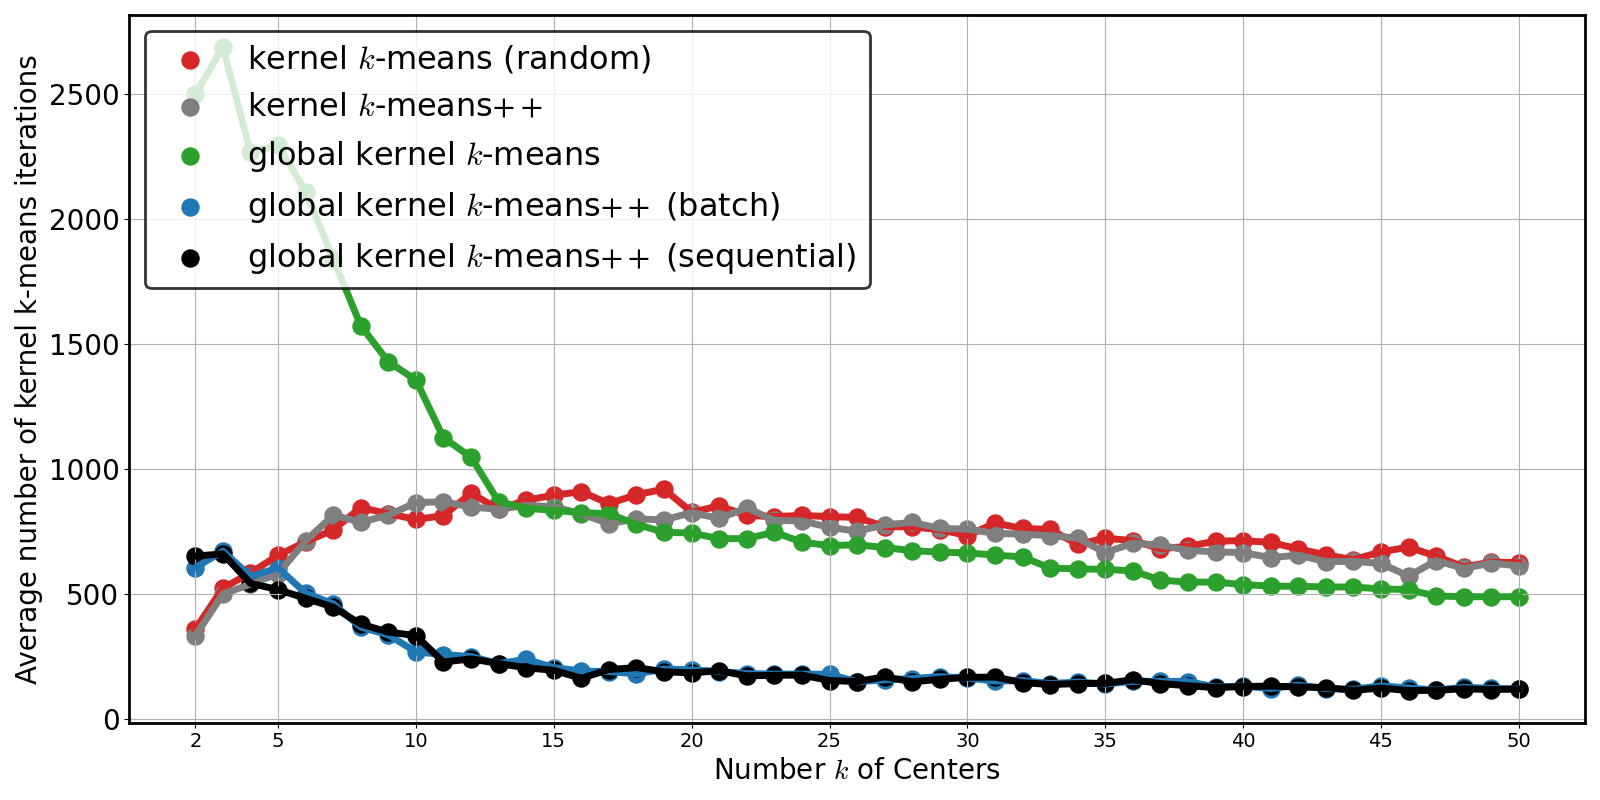 kernel k-means (random)
kernel k-means++
global kernel k-means
global kernel k-means++ (batch)
global kernel k-means++ (sequential)
Average number of kernel k-means iterations
2500
2000
1500
1000
500
0
2 5 10 15 20 25 30 35 40 45 50
Number k of Centers